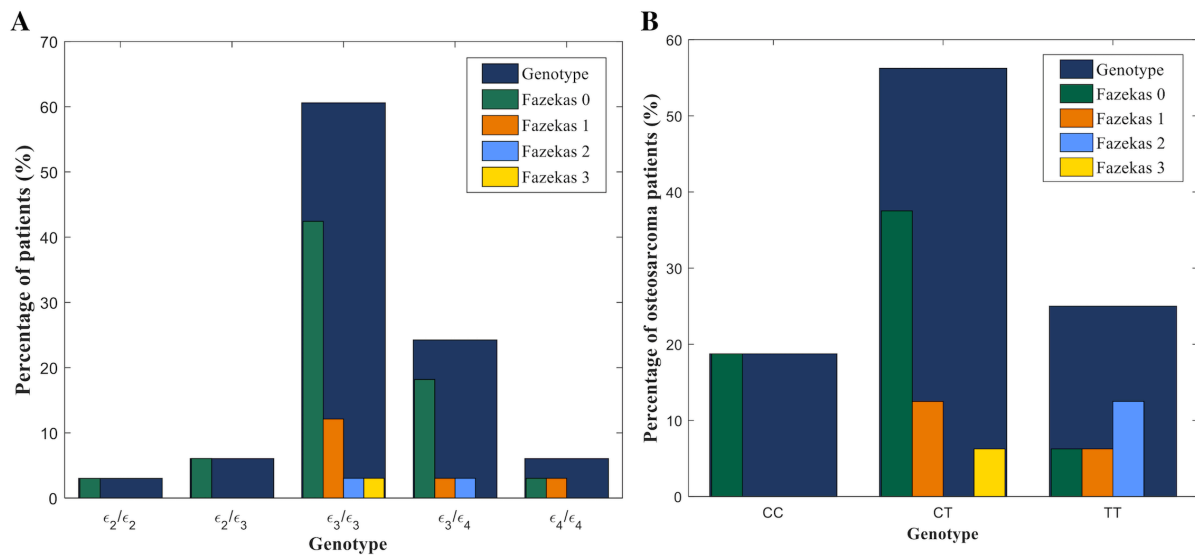 A
Percentage of patients (%)
70
60
50
40
30
20
10
0
Genotype
Fazekas 0
Fazekas 1
Fazekas 2
Fazekas 3
ϵ₂/ϵ₂
ϵ₂/ϵ₃
ϵ₃/ϵ₃
ϵ₃/ϵ₄
ϵ₄/ϵ₄
Genotype
B
Percentage of osteosarcoma patients (%)
60
50
40
30
20
10
0
Genotype
Fazekas 0
Fazekas 1
Fazekas 2
Fazekas 3
CC
CT
TT
Genotype